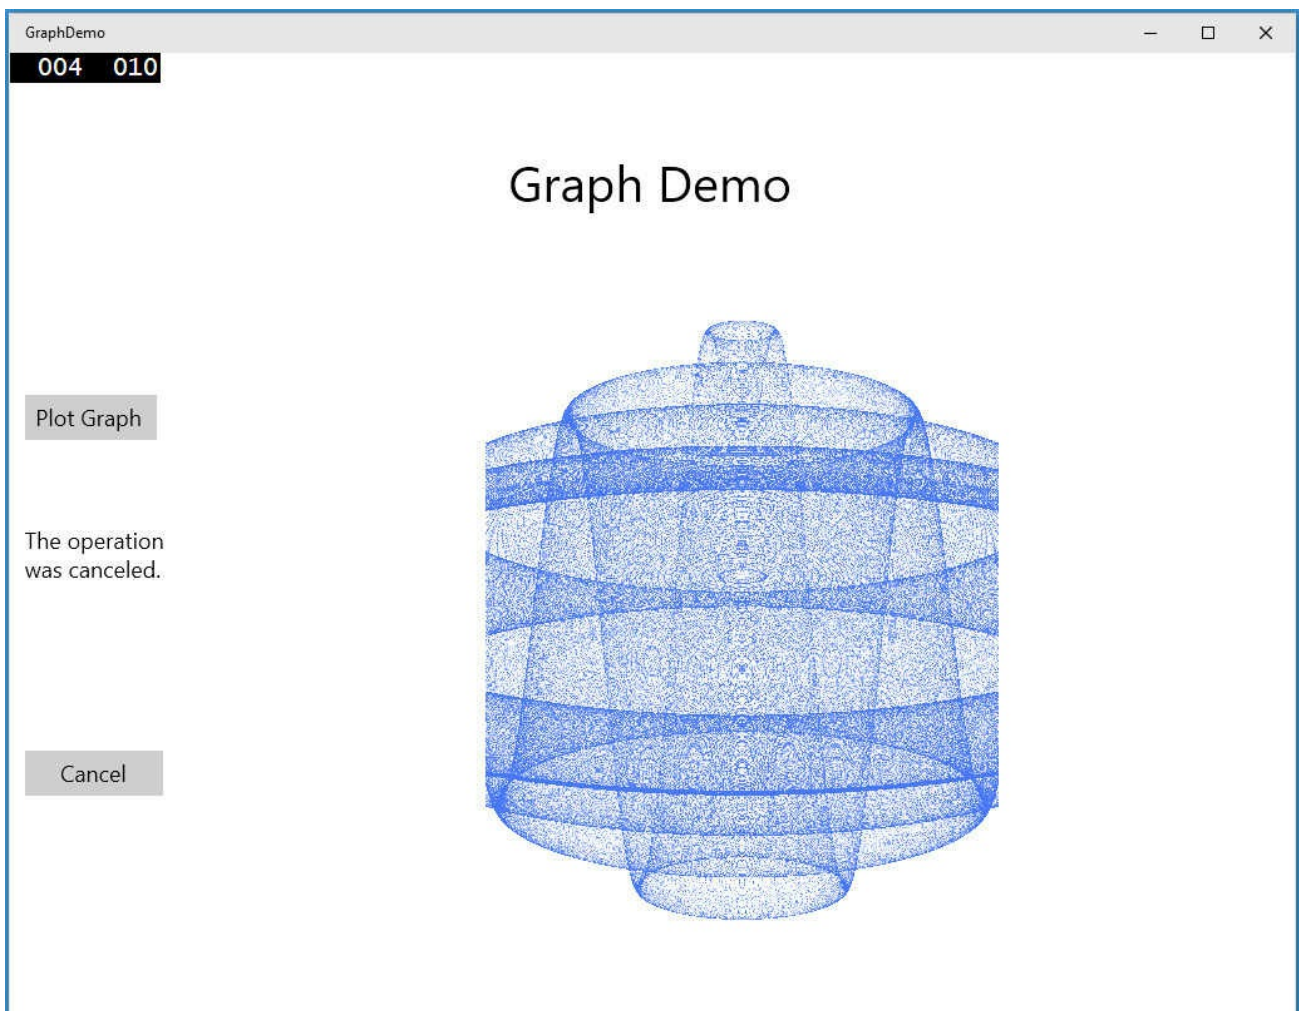 GraphDemo
004 010
Graph Demo
Plot Graph
The operation
was canceled.
Cancel